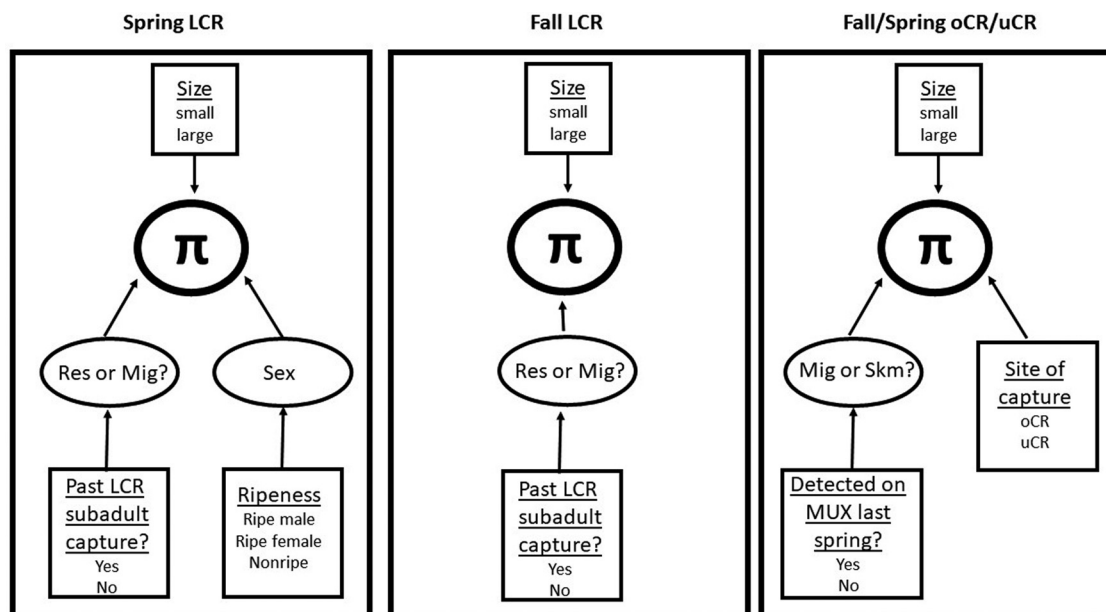 Spring LCR
Size
small
large
π
Res or Mig?
Sex
Past LCR
subadult
capture?
Yes
No
Ripeness
Ripe male
Ripe female
Nonripe
Fall LCR
Size
small
large
π
Res or Mig?
Past LCR
subadult
capture?
Yes
No
Fall/Spring oCR/uCR
Size
small
large
π
Mig or Skm?
Site of
capture
oCR
uCR
Detected on
MUX last
spring?
Yes
No